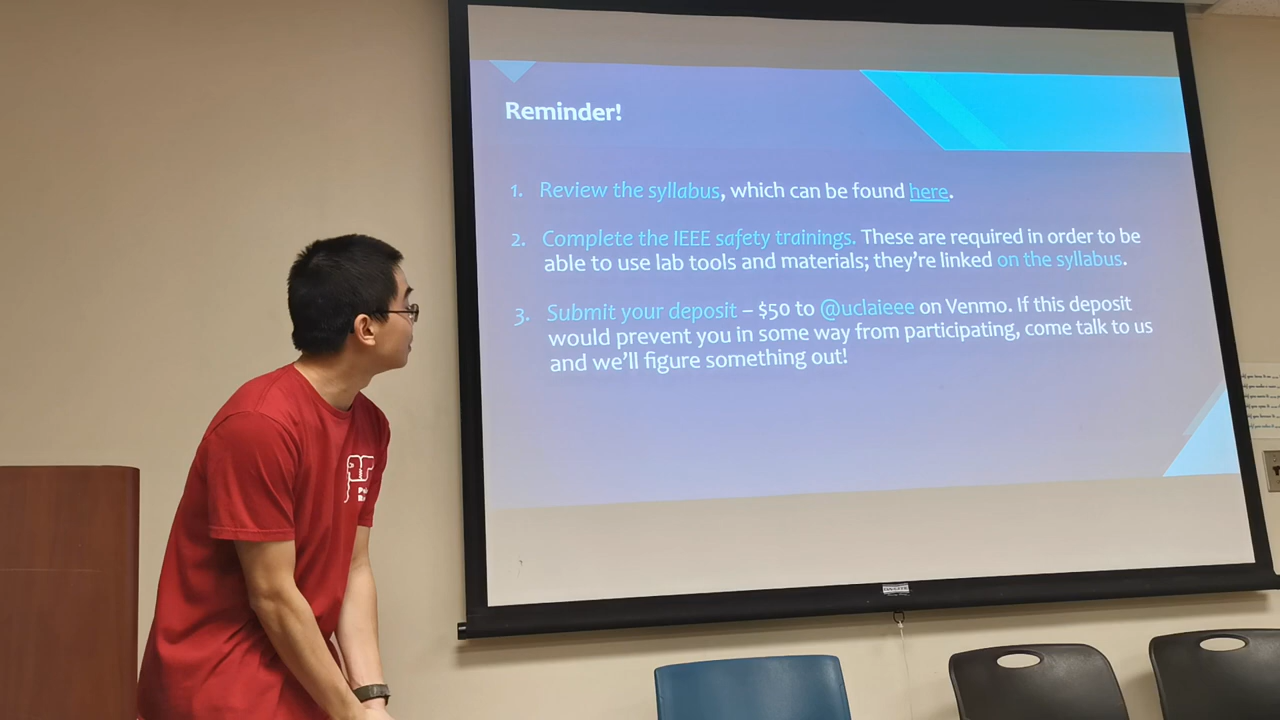 Reminder!
1. Review the syllabus, which can be found here.
2. Complete the IEEE safety trainings. These are required in order to be
able to use lab tools and materials; they're linked on the syllabus.
3. Submit your deposit – $50 to @uclaieee on Venmo. If this deposit
would prevent you in some way from participating, come talk to us
and we'll figure something out!